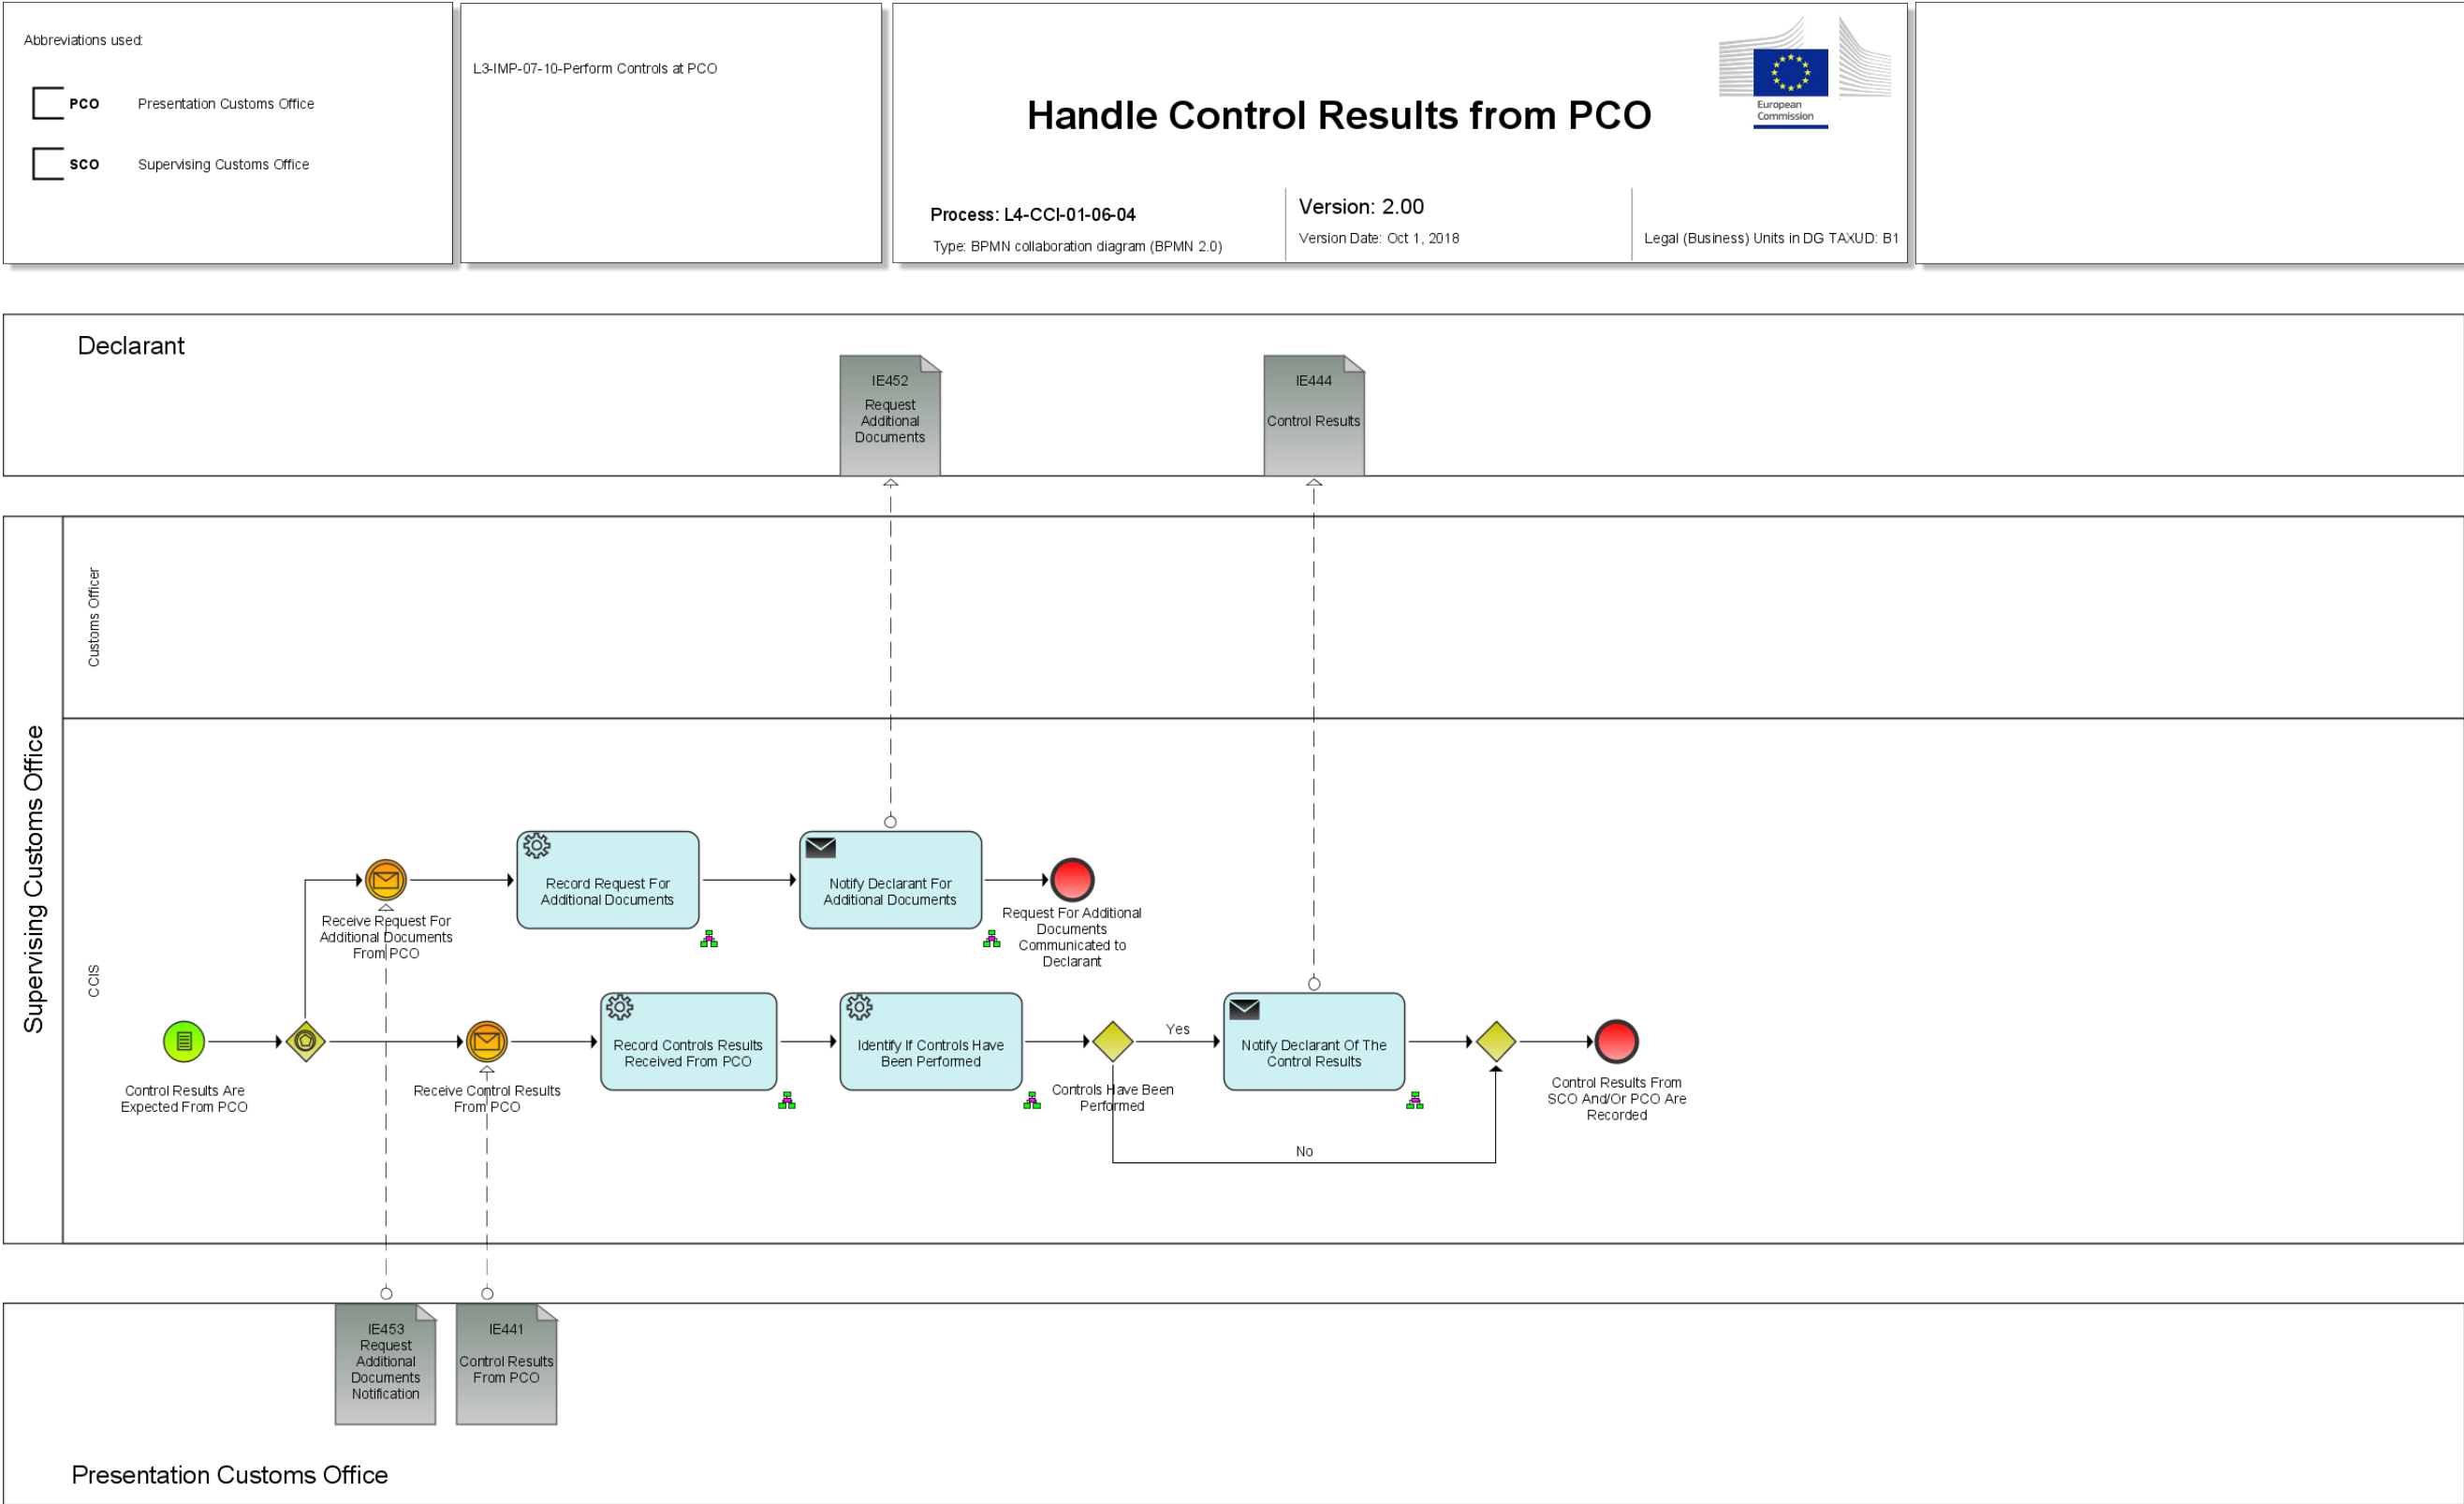 Abbreviations used:
PCO Presentation Customs Office
SCO Supervising Customs Office
L3-IMP-07-10-Perform Controls at PCO
Handle Control Results from PCO
European
Commission
Process: L4-CCI-01-06-04
Type: BPMN collaboration diagram (BPMN 2.0)
Version: 2.00
Version Date: Oct 1, 2018
Legal (Business) Units in DG TAXUD: B1
Declarant
IE452
Request
Additional
Documents
IE444
Control Results
Supervising Customs Office
Customs Officer
CCIS
Receive Request For
Additional Documents
From PCO
Record Request For
Additional Documents
Notify Declarant For
Additional Documents
Request For Additional
Documents
Communicated to
Declarant
Control Results Are
Expected From PCO
Receive Control Results
From PCO
Record Controls Results
Received From PCO
Identify If Controls Have
Been Performed
Controls Have Been
Performed
Yes
No
Notify Declarant Of The
Control Results
Control Results From
SCO And/Or PCO Are
Recorded
IE453
Request
Additional
Documents
Notification
IE441
Control Results
From PCO
Presentation Customs Office